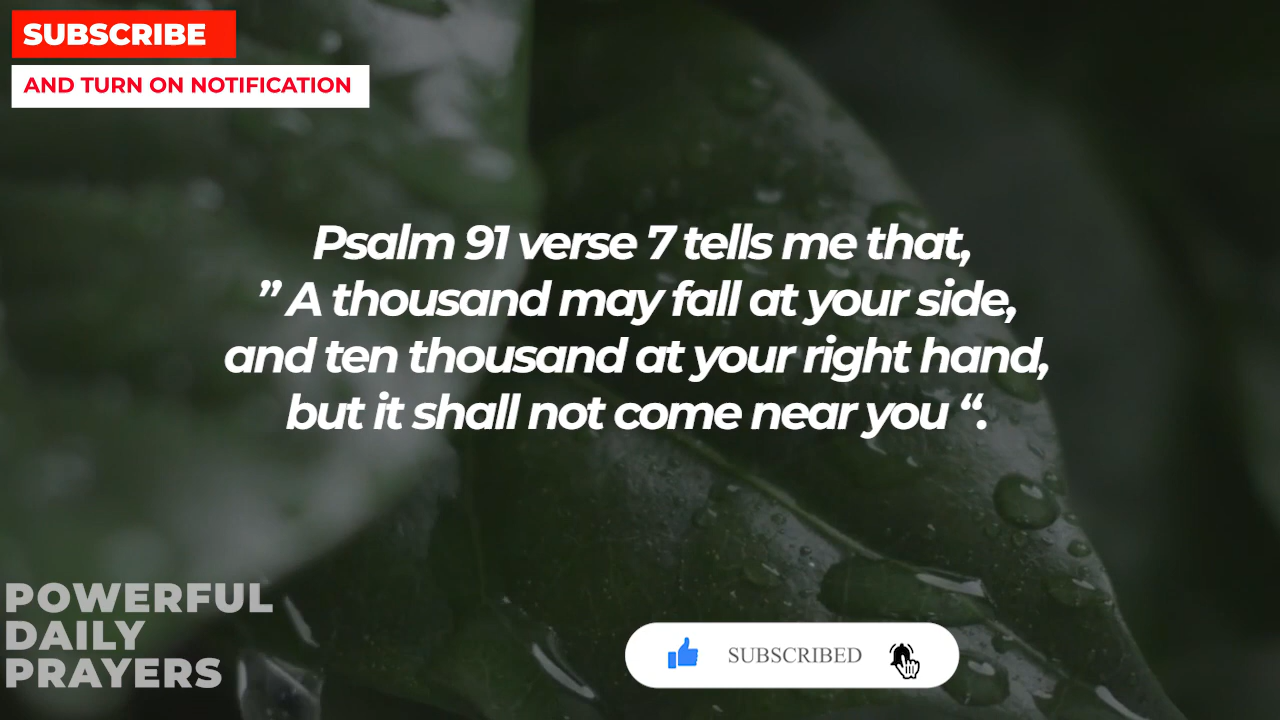 SUBSCRIBE
AND TURN ON NOTIFICATION
Psalm 91 verse 7 tells me that,
” A thousand may fall at your side,
and ten thousand at your right hand,
but it shall not come near you “.
POWERFUL
DAILY
PRAYERS
SUBSCRIBED